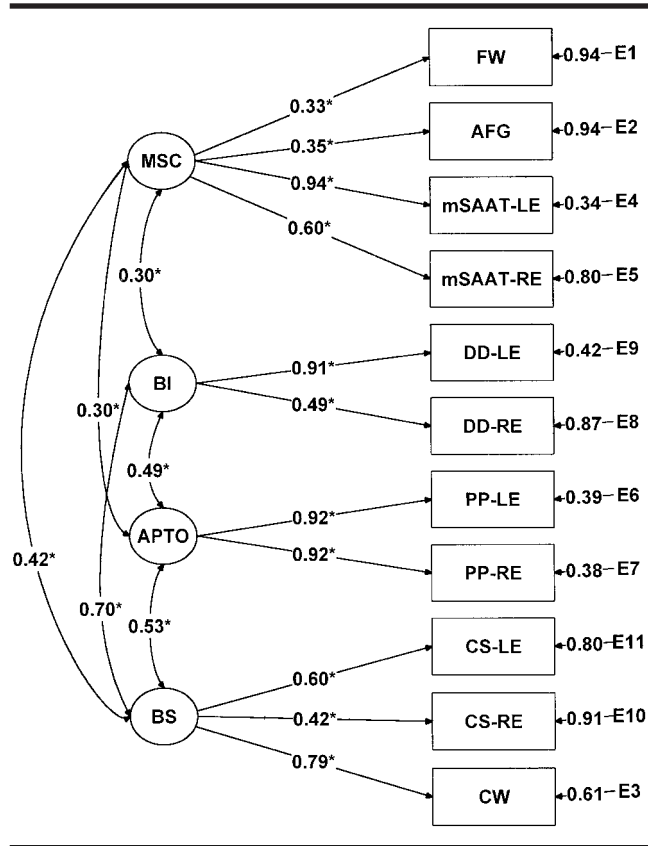 FW
0.94 E1
0.33*
AFG
0.94 E2
0.35*
MSC
0.94*
mSAAT-LE
0.34 E4
0.60*
mSAAT-RE
0.80 E5
0.30*
DD-LE
0.42 E9
0.91*
BI
0.49*
DD-RE
0.87 E8
0.30*
0.49*
PP-LE
0.39 E6
0.92*
APTO
0.92*
PP-RE
0.38 E7
0.42*
0.70*
0.53*
CS-LE
0.80 E11
0.60*
BS
0.42*
CS-RE
0.91 E10
0.79*
CW
0.61 E3